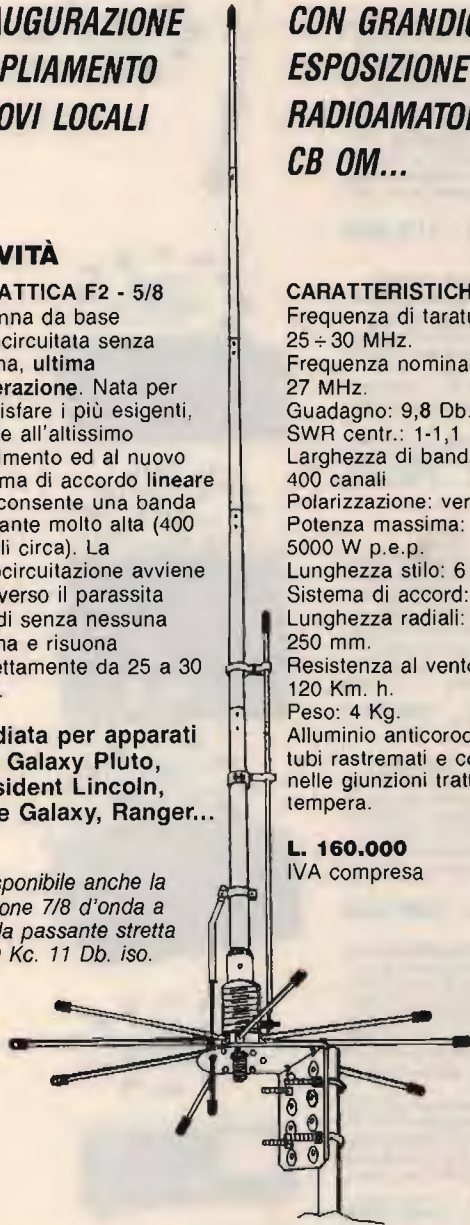 AUGURAZIONE
PLIAMENTO
OVI LOCALI
VITÀ
ATTICA F2 - 5/8
nna da base
circuitata senza
na, ultima
erazione. Nata per
isfare i più esigenti,
e all'altissimo
imento ed al nuovo
ma di accordo lineare
consente una banda
ante molto alta (400
li circa). La
circuitazione avviene
verso il parassita
di senza nessuna
na e risuona
ettamente da 25 a 30
.
diata per apparati
Galaxy Pluto,
sident Lincoln,
e Galaxy, Ranger...
sponibile anche la
one 7/8 d'onda a
da passante stretta
Kc. 11 Db. iso.
CON GRANDIO
ESPOSIZIONE
RADIOAMATOR
CB OM...
CARATTERISTICH
Frequenza di taratu
25÷30 MHz.
Frequenza nomina
27 MHz.
Guadagno: 9,8 Db.
SWR centr.: 1-1,1
Larghezza di band
400 canali
Polarizzazione: ver
Potenza massima:
5000 W p.e.p.
Lunghezza stilo: 6
Sistema di accord:
Lunghezza radiali:
250 mm.
Resistenza al vento
120 Km. h.
Peso: 4 Kg.
Alluminio anticorod
tubi rastremati e co
nelle giunzioni tratt
tempera.
L. 160.000
IVA compresa